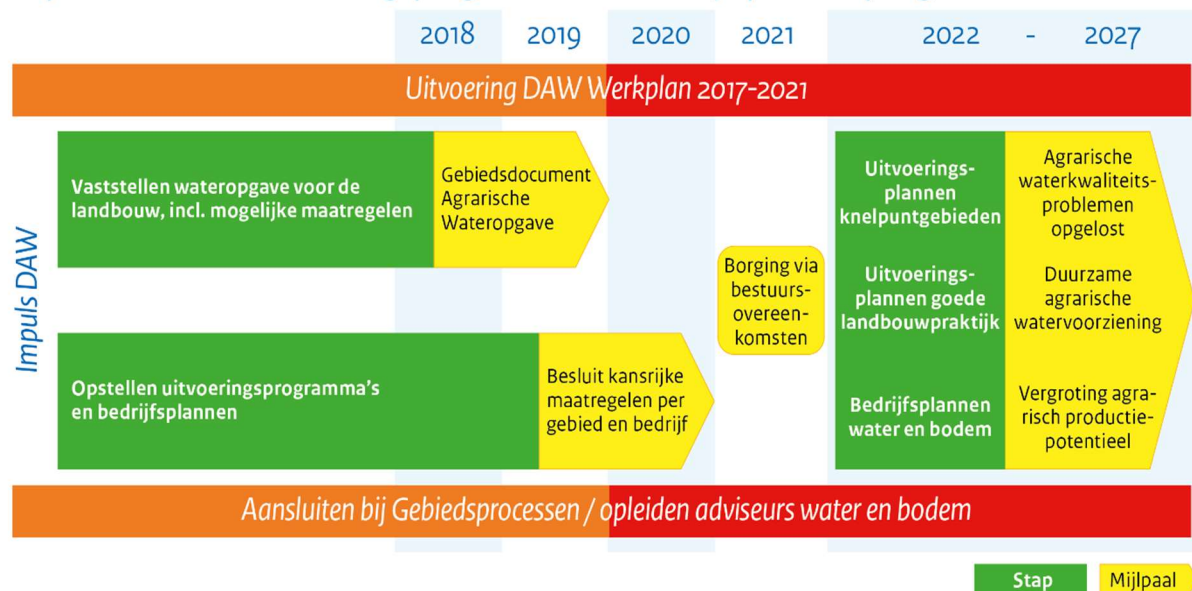 2018 2019 2020 2021 2022 - 2027
Uitvoering DAW Werkplan 2017-2021
Impuls DAW
Vaststellen wateropgave voor de
landbouw, incl. mogelijke maatregelen
Gebiedsdocument
Agrarische
Wateropgave
Opstellen uitvoeringsprogramma's
en bedrijfsplannen
Besluit kansrijke
maatregelen per
gebied en bedrijf
Borging via
bestuurs-
overeen-
komsten
Uitvoerings-
plannen
knelpuntgebieden
Uitvoerings-
plannen goede
landbouwpraktijk
Bedrijfsplannen
water en bodem
Agrarische
waterkwaliteits-
problemen
opgelost
Duurzame
agrarische
watervoorziening
Vergroting agra-
risch productie-
potentieel
Aansluiten bij Gebiedsprocessen / opleiden adviseurs water en bodem
Stap
Mijlpaal